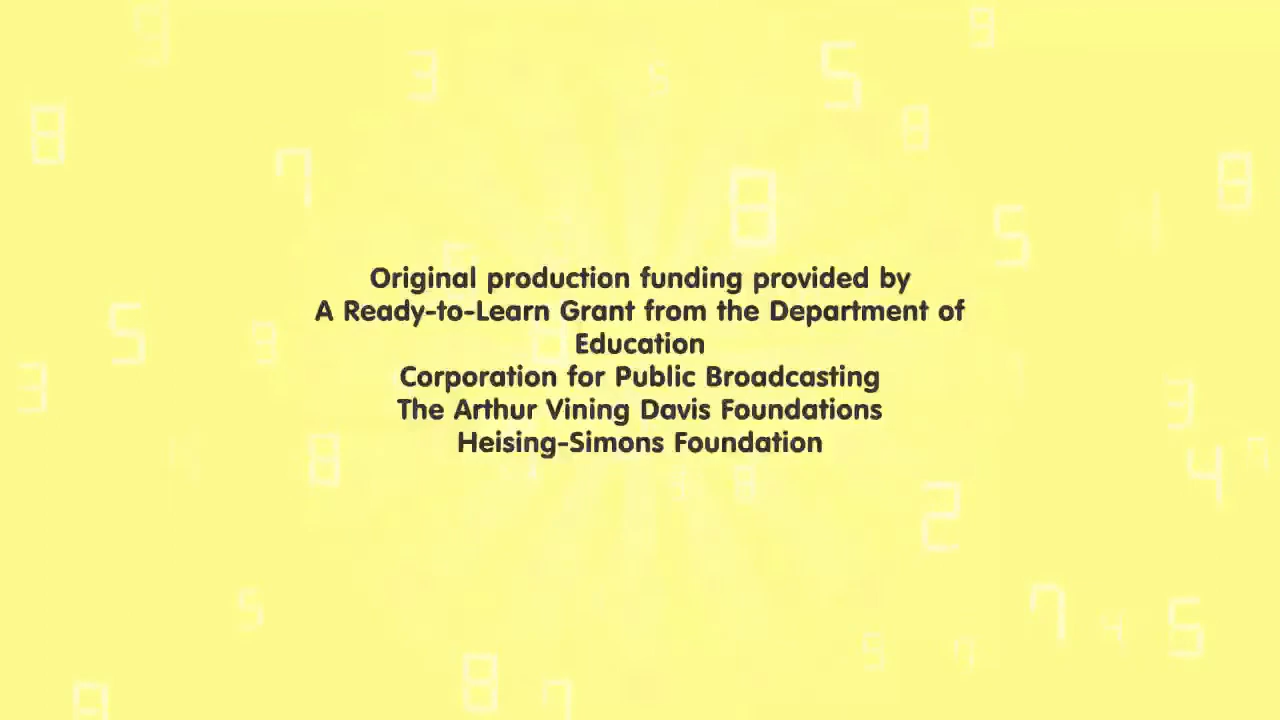 Original production funding provided by
A Ready-to-Learn Grant from the Department of
Education
Corporation for Public Broadcasting
The Arthur Vining Davis Foundations
Heising-Simons Foundation